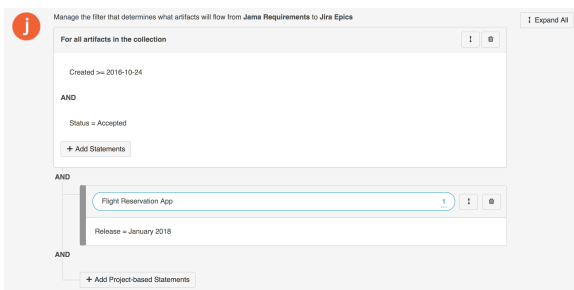 j
Manage the filter that determines what artifacts will flow from Jama Requirements to Jira Epics
Expand All
For all artifacts in the collection
Created >= 2016-10-24
AND
Status = Accepted
+ Add Statements
AND
Flight Reservation App 1
Release = January 2018
AND
+ Add Project-based Statements